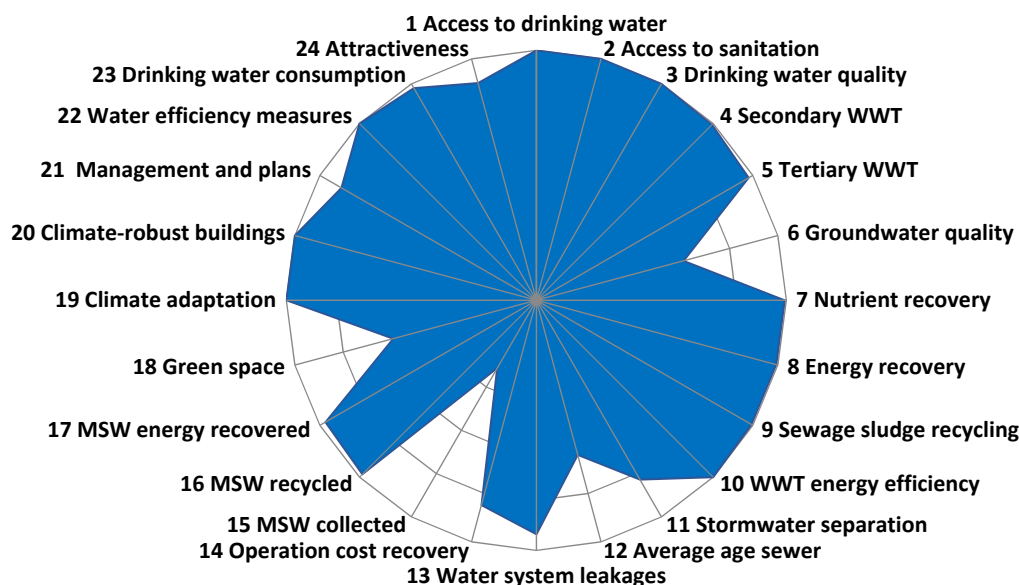 1 Access to drinking water
2 Access to sanitation
3 Drinking water quality
4 Secondary WWT
5 Tertiary WWT
6 Groundwater quality
7 Nutrient recovery
8 Energy recovery
9 Sewage sludge recycling
10 WWT energy efficiency
11 Stormwater separation
12 Average age sewer
13 Water system leakages
14 Operation cost recovery
15 MSW collected
16 MSW recycled
17 MSW energy recovered
18 Green space
19 Climate adaptation
20 Climate-robust buildings
21  Management and plans
22 Water efficiency measures
23 Drinking water consumption
24 Attractiveness